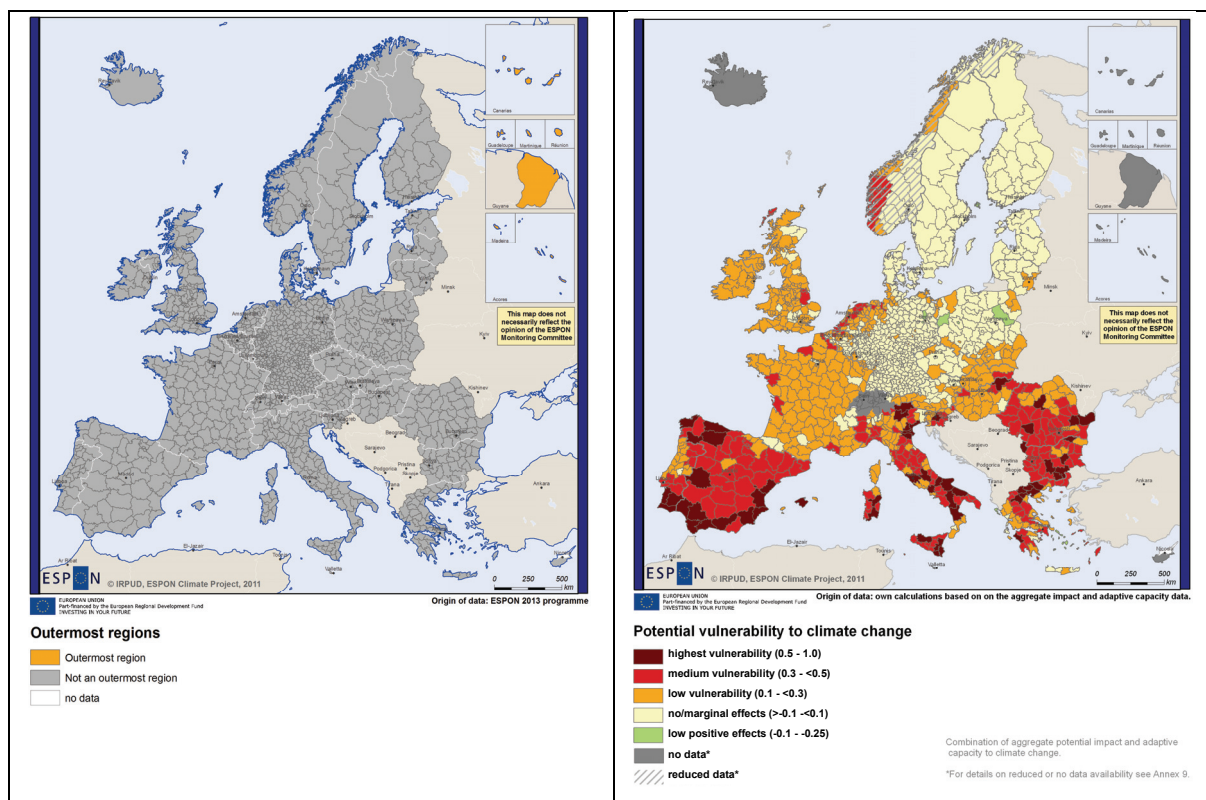 Reykjavik
Canarias
Guadeloupe
Martinique
Réunion
Guyane
Madeira
Acores
This map does not
necessarily reflect the
opinion of the ESPON
Monitoring Committee
Oslo
Stockholm
Minsk
Kyiv
Kishinev
Beograd
Sarajevo
Podgorica
Pristina
Skopje
Tirana
Ankara
El-Jazair
Ar Ribat
Valletta
ESPON
© IRPUD, ESPON Climate Project, 2011
0 250 500
km
EUROPEAN UNION
Part-financed by the European Regional Development Fund
INVESTING IN YOUR FUTURE
Origin of data: ESPON 2013 programme
Outermost regions
Outermost region
Not an outermost region
no data
Reykjavik
Canarias
Guadeloupe
Martinique
Réunion
Guyane
Madeira
Acores
This map does not
necessarily reflect the
opinion of the ESPON
Monitoring Committee
Minsk
Kyiv
Kishinev
Beograd
Sarajevo
Podgorica
Pristina
Skopje
Tirana
Ankara
El-Jazair
Ar Ribat
Valletta
ESPON
© IRPUD, ESPON Climate Project, 2011
0 250 500
km
EUROPEAN UNION
Part-financed by the European Regional Development Fund
INVESTING IN YOUR FUTURE
Origin of data: own calculations based on on the aggregate impact and adaptive capacity data.
Potential vulnerability to climate change
highest vulnerability (0.5 - 1.0)
medium vulnerability (0.3 - <0.5)
low vulnerability (0.1 - <0.3)
no/marginal effects (>-0.1 -<0.1)
low positive effects (-0.1 - -0.25)
no data*
reduced data*
Combination of aggregate potential impact and adaptive
capacity to climate change.
*For details on reduced or no data availability see Annex 9.